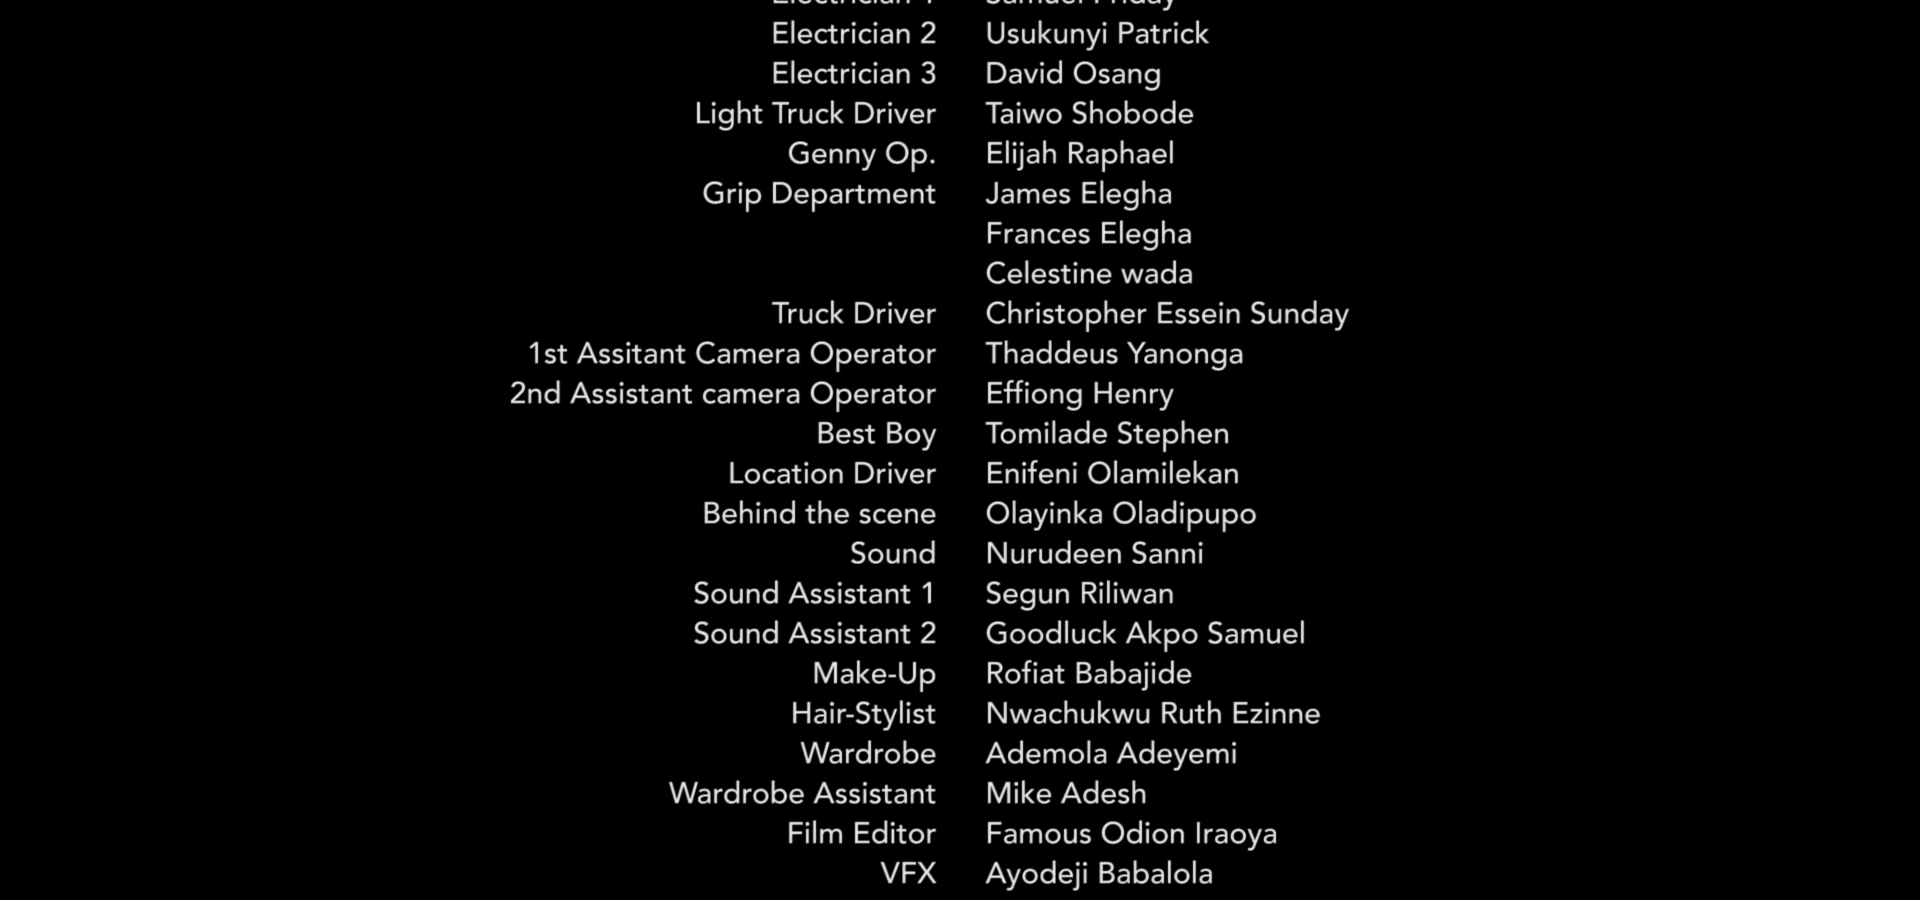 Electrician 1 Samuel Friday
Electrician 2 Usukunyi Patrick
Electrician 3 David Osang
Light Truck Driver Taiwo Shobode
Genny Op. Elijah Raphael
Grip Department James Elegha
Frances Elegha
Celestine wada
Truck Driver Christopher Essein Sunday
1st Assitant Camera Operator Thaddeus Yanonga
2nd Assistant camera Operator Effiong Henry
Best Boy Tomilade Stephen
Location Driver Enifeni Olamilekan
Behind the scene Olayinka Oladipupo
Sound Nurudeen Sanni
Sound Assistant 1 Segun Riliwan
Sound Assistant 2 Goodluck Akpo Samuel
Make-Up Rofiat Babajide
Hair-Stylist Nwachukwu Ruth Ezinne
Wardrobe Ademola Adeyemi
Wardrobe Assistant Mike Adesh
Film Editor Famous Odion Iraoya
VFX Ayodeji Babalola